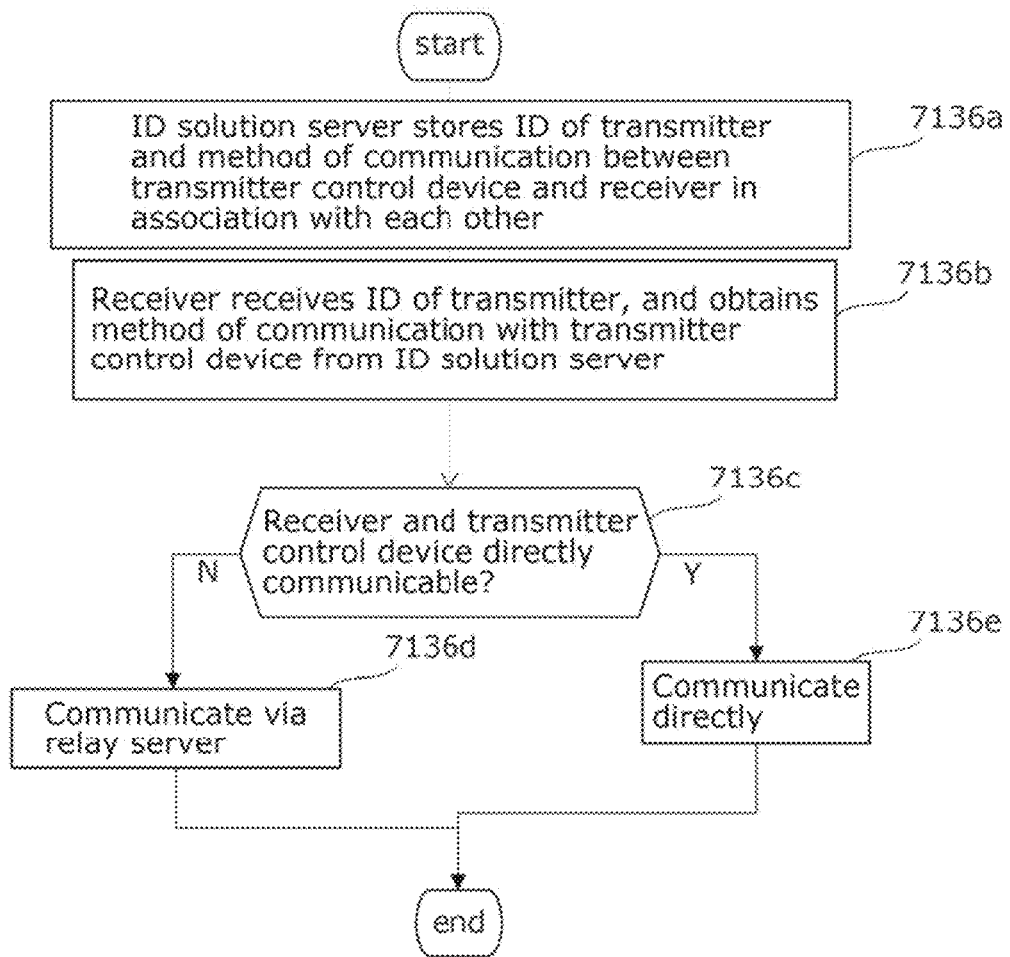 start
7136a
ID solution server stores ID of transmitter
and method of communication between
transmitter control device and receiver in
association with each other
7136b
Receiver receives ID of transmitter, and obtains
method of communication with transmitter
control device from ID solution server
7136c
Receiver and transmitter
control device directly
communicable?
N
Y
7136d
Communicate via
relay server
7136e
Communicate
directly
end